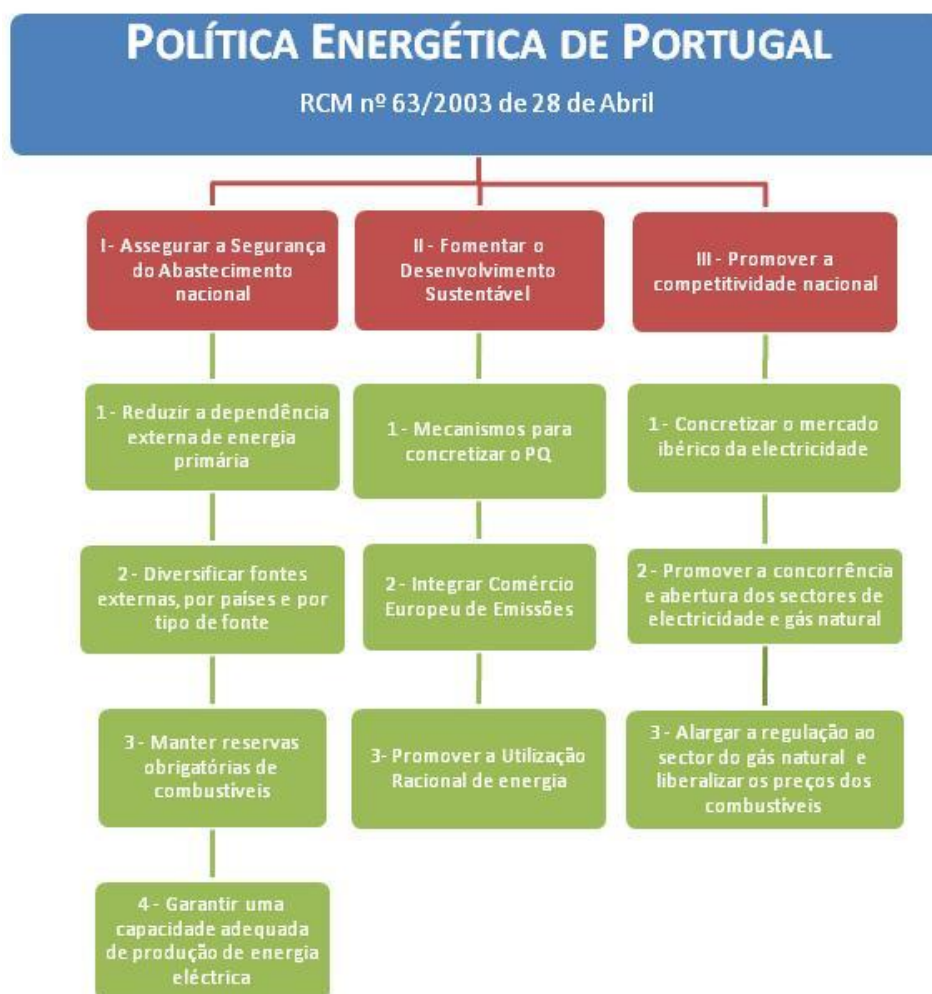 POLÍTICA ENERGÉTICA DE PORTUGAL
RCM nº 63/2003 de 28 de Abril
I- Assegurar a Segurança
do Abastecimento
nacional
1- Reduzir a dependência
externa de energia
primária
2- Diversificar fontes
externas, por países e por
tipo de fonte
3- Manter reservas
obrigatórias de
combustíveis
4- Garantir uma
capacidade adequada
de produção de energia
eléctrica
II- Fomentar o
Desenvolvimento
Sustentável
1- Mecanismos para
concretizar o PQ
2- Integrar Comércio
Europeu de Emissões
3- Promover a Utilização
Racional de energia
III- Promover a
competitividade nacional
1- Concretizar o mercado
ibérico da electricidade
2- Promover a concorrência
e abertura dos sectores de
electricidade e gás natural
3- Alargar a regulação ao
sector do gás natural e
liberalizar os preços dos
combustíveis